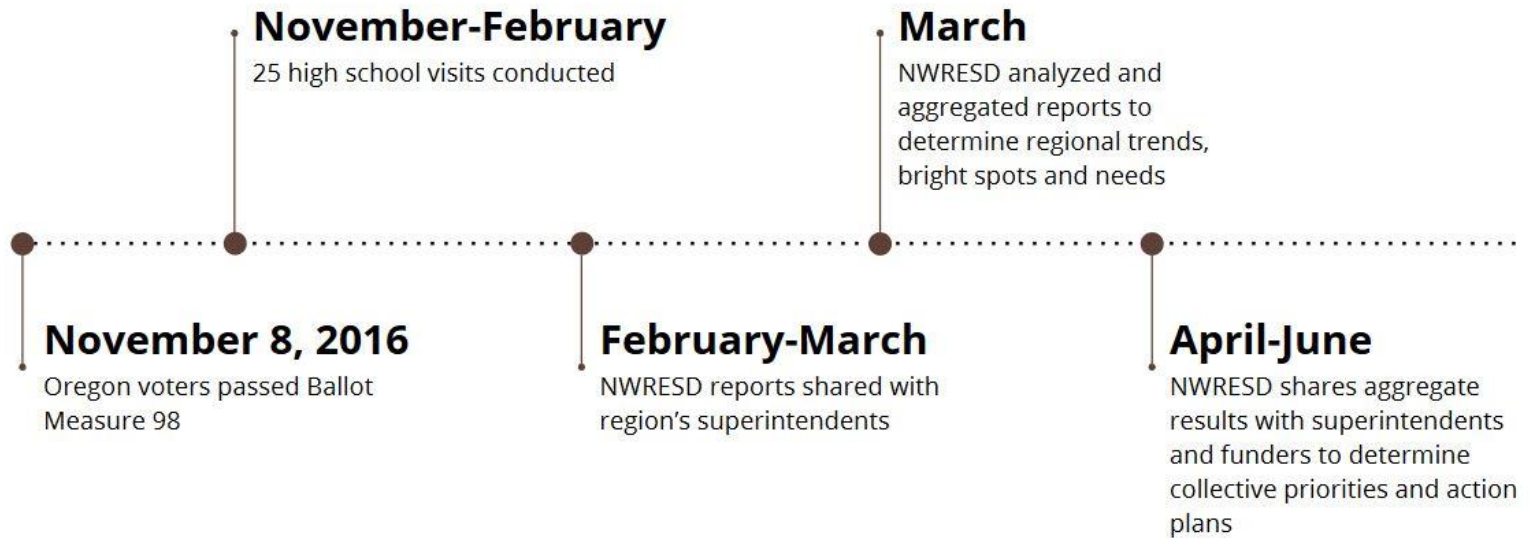 November-February
25 high school visits conducted
March
NWRESD analyzed and
aggregated reports to
determine regional trends,
bright spots and needs
November 8, 2016
Oregon voters passed Ballot
Measure 98
February-March
NWRESD reports shared with
region's superintendents
April-June
NWRESD shares aggregate
results with superintendents
and funders to determine
collective priorities and action
plans